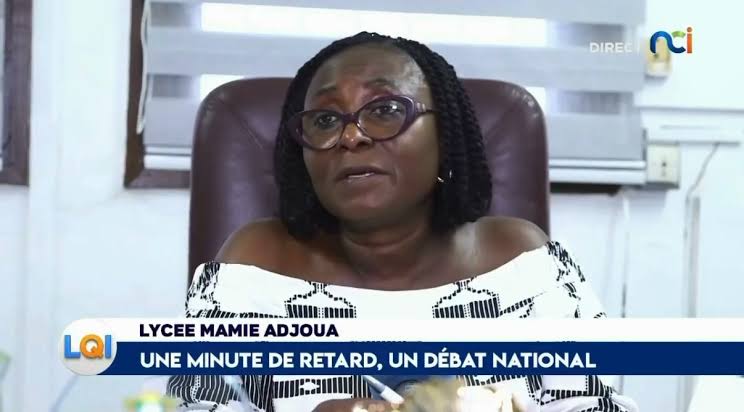 DIRECT nci
LYCEE MAMIE ADJOUA
LQI
UNE MINUTE DE RETARD, UN DÉBAT NATIONAL